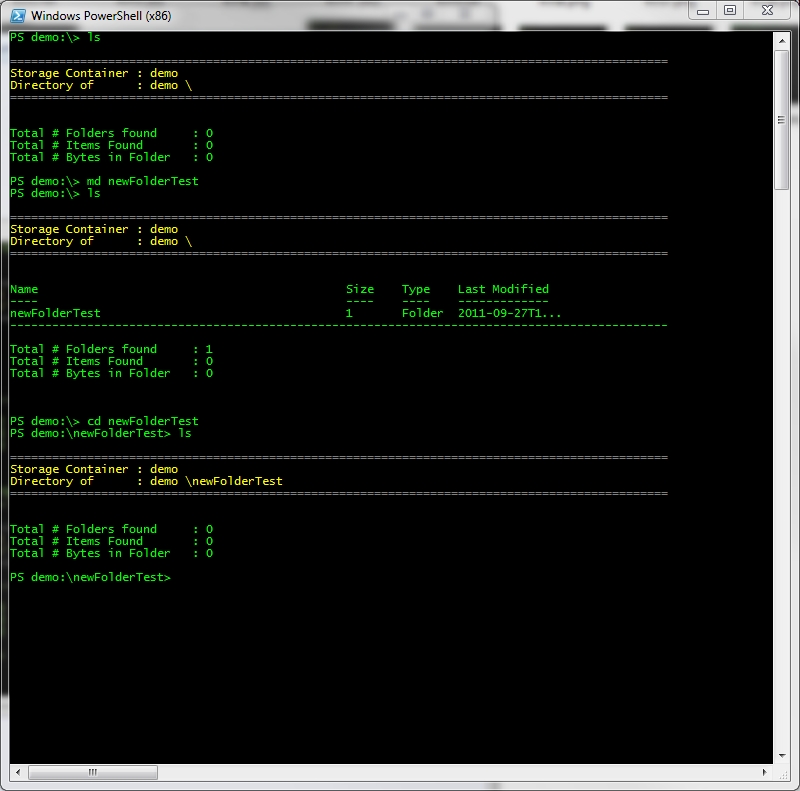 Windows PowerShell (x86)
PS demo:\> ls
==============================================================================================
Storage Container : demo
Directory of      : demo \
==============================================================================================
Total # Folders found     : 0
Total # Items Found       : 0
Total # Bytes in Folder   : 0
PS demo:\> md newFolderTest
PS demo:\> ls
==============================================================================================
Storage Container : demo
Directory of      : demo \
==============================================================================================
Name                                            Size    Type    Last Modified
----                                            ----    ----    -------------
newFolderTest                                   1       Folder  2011-09-27T1...
----------------------------------------------------------------------------------------------
Total # Folders found     : 1
Total # Items Found       : 0
Total # Bytes in Folder   : 0
PS demo:\> cd newFolderTest
PS demo:\newFolderTest> ls
==============================================================================================
Storage Container : demo
Directory of      : demo \newFolderTest
==============================================================================================
Total # Folders found     : 0
Total # Items Found       : 0
Total # Bytes in Folder   : 0
PS demo:\newFolderTest>